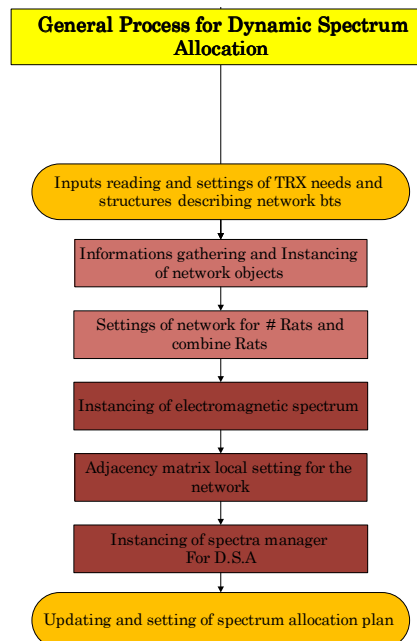 General Process for Dynamic Spectrum
Allocation
Inputs reading and settings of TRX needs and
structures describing network bts
Informations gathering and Instancing
of network objects
Settings of network for # Rats and
combine Rats
Instancing of electromagnetic spectrum
Adjacency matrix local setting for the
network
Instancing of spectra manager
For D.S.A
Updating and setting of spectrum allocation plan